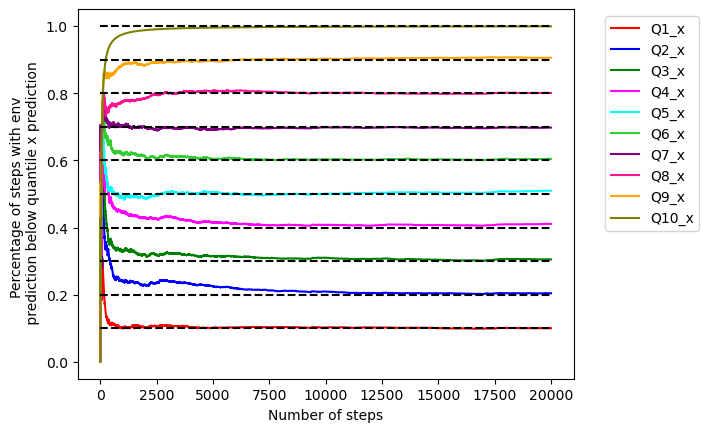 Percentage of steps with env
prediction below quantile x prediction
1.0
0.8
0.6
0.4
0.2
0.0
0
2500
5000
7500
10000
12500
15000
17500
20000
Number of steps
Q1_x
Q2_x
Q3_x
Q4_x
Q5_x
Q6_x
Q7_x
Q8_x
Q9_x
Q10_x